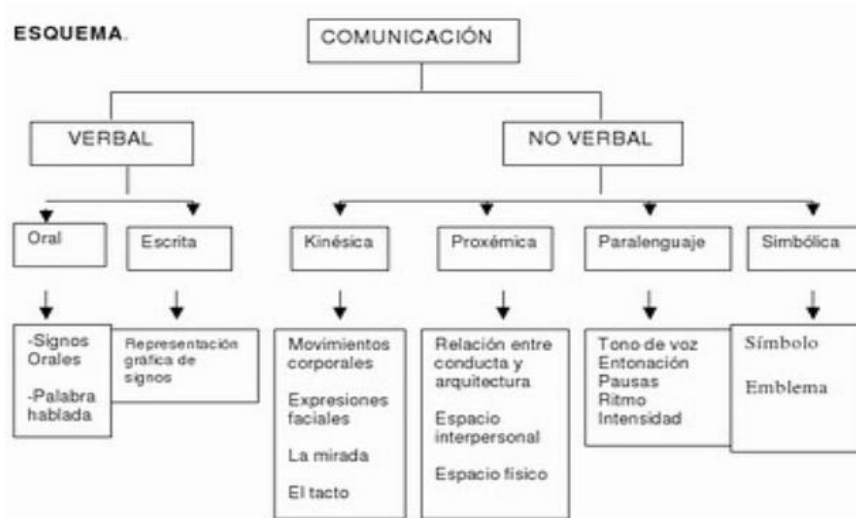 ESQUEMA.
COMUNICACIÓN
VERBAL
NO VERBAL
Oral
Escrita
Kinésica
Proxémica
Paralenguaje
Simbólica
-Signos
Orales
-Palabra
hablada
Representación
gráfica de
signos
Movimientos
corporales
Expresiones
faciales
La mirada
El tacto
Relación entre
conducta y
arquitectura
Espacio
interpersonal
Espacio físico
Tono de voz
Entonación
Pausas
Ritmo
Intensidad
Símbolo
Emblema